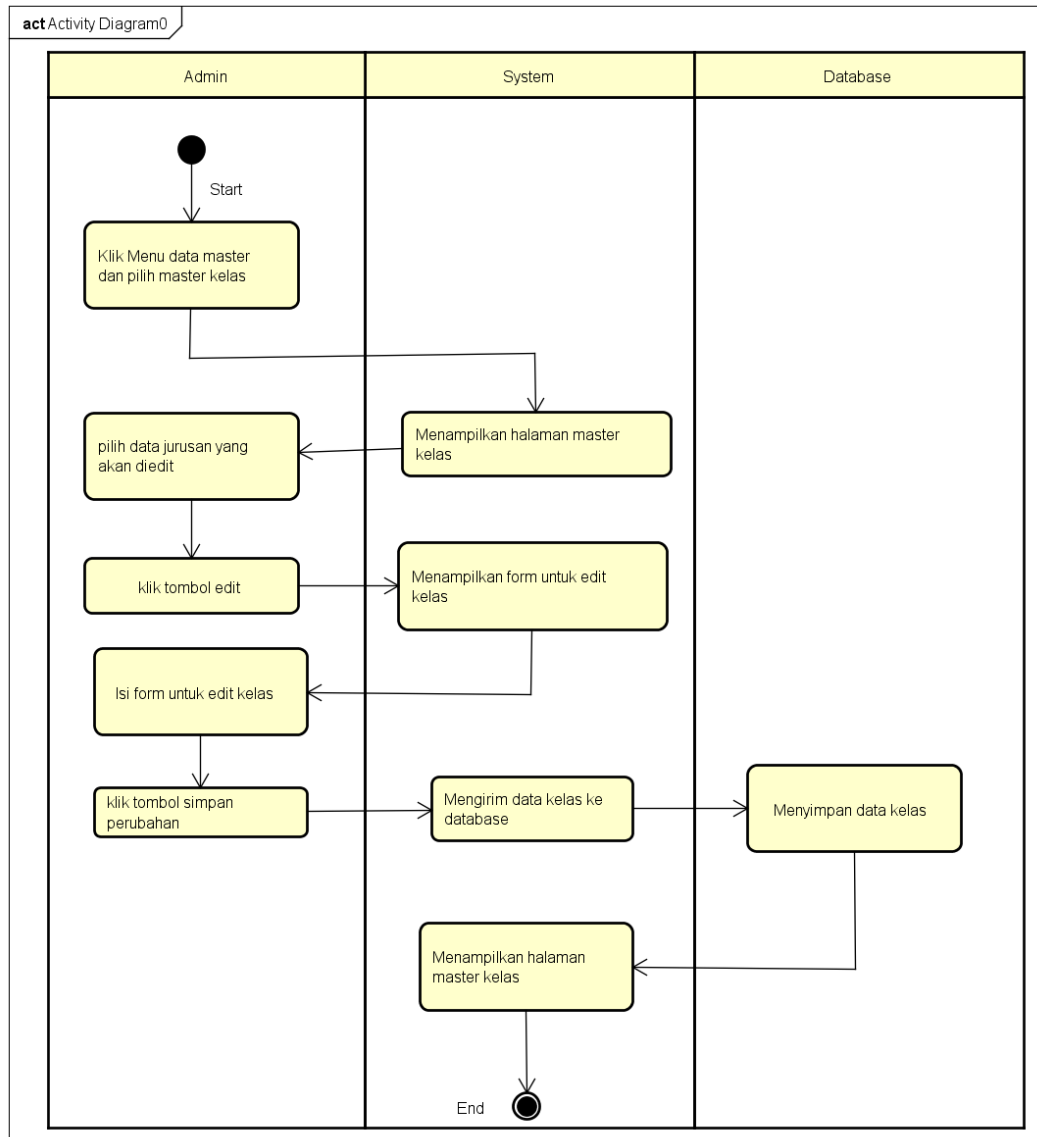 act Activity Diagram0
Admin
System
Database
Start
Klik Menu data master
dan pilih master kelas
Menampilkan halaman master
kelas
pilih data jurusan yang
akan diedit
klik tombol edit
Menampilkan form untuk edit
kelas
Isi form untuk edit kelas
klik tombol simpan
perubahan
Mengirim data kelas ke
database
Menyimpan data kelas
Menampilkan halaman
master kelas
End